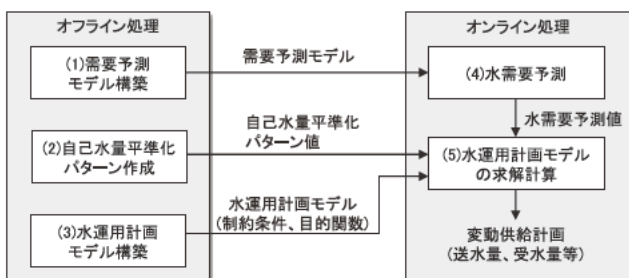 オフライン処理
(1)需要予測
モデル構築
(2)自己水量平準化
パターン作成
(3)水運用計画
モデル構築
需要予測モデル
自己水量平準化
パターン値
水運用計画モデル
(制約条件、目的関数)
オンライン処理
(4)水需要予測
水需要予測値
(5)水運用計画モデル
の求解計算
変動供給計画
(送水量、受水量等)